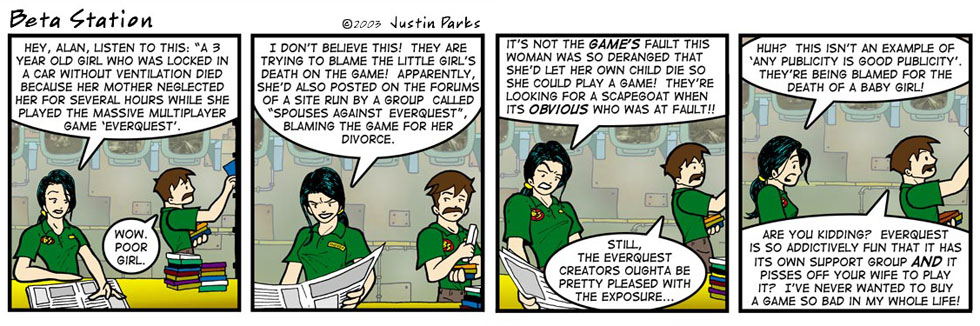 Beta Station
©2003 Justin Parks
HEY, ALAN, LISTEN TO THIS: "A 3
YEAR OLD GIRL WHO WAS LOCKED IN
A CAR WITHOUT VENTILATION DIED
BECAUSE HER MOTHER NEGLECTED
HER FOR SEVERAL HOURS WHILE SHE
PLAYED THE MASSIVE MULTIPLAYER
GAME 'EVERQUEST'.
WOW.
POOR
GIRL.
I DON'T BELIEVE THIS! THEY ARE
TRYING TO BLAME THE LITTLE GIRL'S
DEATH ON THE GAME! APPARENTLY,
SHE'D ALSO POSTED ON THE FORUMS
OF A SITE RUN BY A GROUP CALLED
"SPOUSES AGAINST EVERQUEST",
BLAMING THE GAME FOR HER
DIVORCE.
IT'S NOT THE GAME'S FAULT THIS
WOMAN WAS SO DERANGED THAT
SHE'D LET HER OWN CHILD DIE SO
SHE COULD PLAY A GAME! THEY'RE
LOOKING FOR A SCAPEGOAT WHEN
ITS OBVIOUS WHO WAS AT FAULT!!
STILL,
THE EVERQUEST
CREATORS OUGHTA BE
PRETTY PLEASED WITH
THE EXPOSURE...
HUH? THIS ISN'T AN EXAMPLE OF
'ANY PUBLICITY IS GOOD PUBLICITY'.
THEY'RE BEING BLAMED FOR THE
DEATH OF A BABY GIRL!
ARE YOU KIDDING? EVERQUEST
IS SO ADDICTIVELY FUN THAT IT HAS
ITS OWN SUPPORT GROUP AND IT
PISSES OFF YOUR WIFE TO PLAY
IT? I'VE NEVER WANTED TO BUY
A GAME SO BAD IN MY WHOLE LIFE!